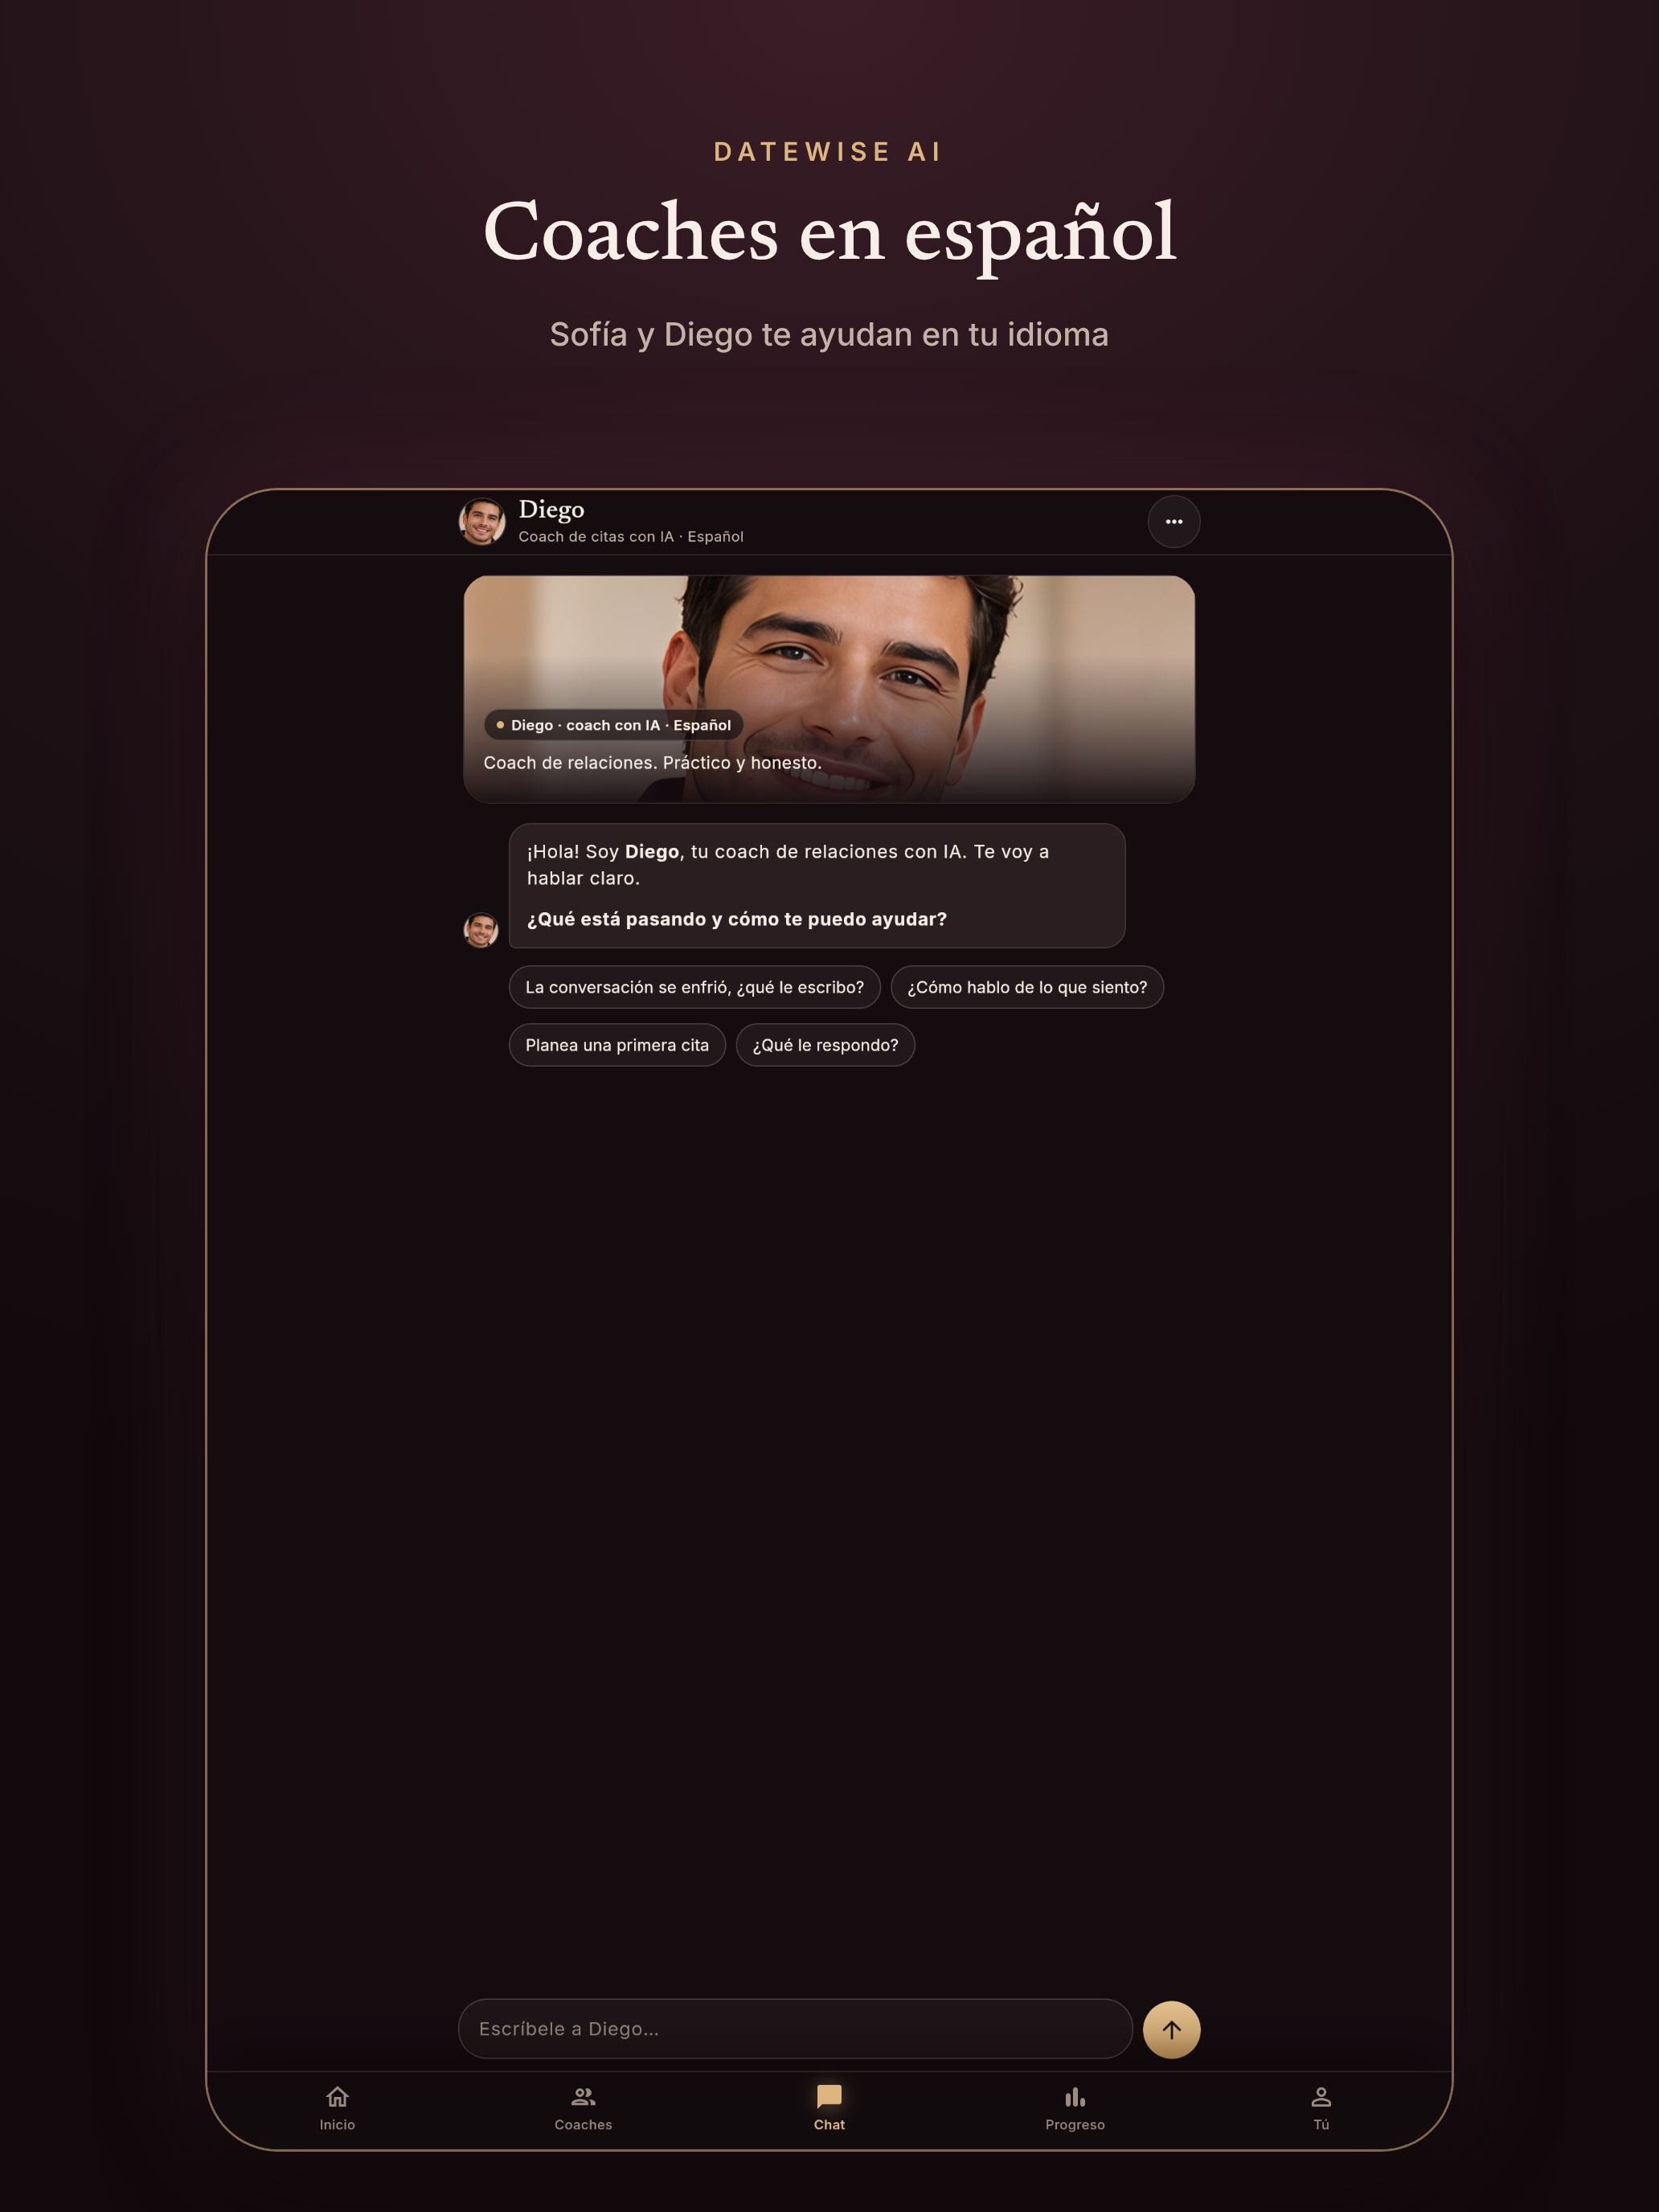 DATEWISE AI
Coaches en español
Sofía y Diego te ayudan en tu idioma
Diego
Coach de citas con IA · Español
Diego · coach con IA · Español
Coach de relaciones. Práctico y honesto.
¡Hola! Soy Diego, tu coach de relaciones con IA. Te voy a
hablar claro.
¿Qué está pasando y cómo te puedo ayudar?
La conversación se enfrió, ¿qué le escribo?
¿Cómo hablo de lo que siento?
Planea una primera cita
¿Qué le respondo?
Escríbele a Diego...
Inicio
Coaches
Chat
Progreso
Tú